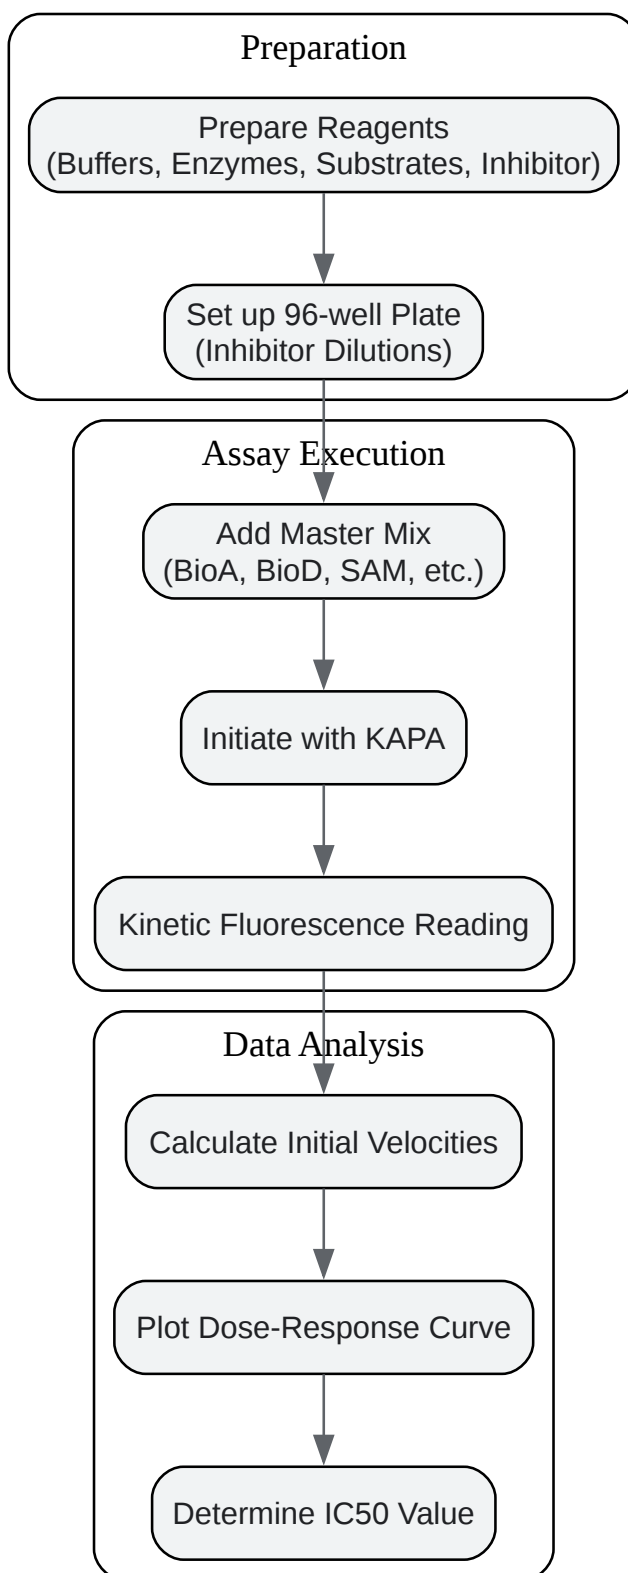 Preparation
Prepare Reagents
(Buffers, Enzymes, Substrates, Inhibitor)
Set up 96-well Plate
(Inhibitor Dilutions)
Assay Execution
Add Master Mix
(BioA, BioD, SAM, etc.)
Initiate with KAPA
Kinetic Fluorescence Reading
Data Analysis
Calculate Initial Velocities
Plot Dose-Response Curve
Determine IC50 Value